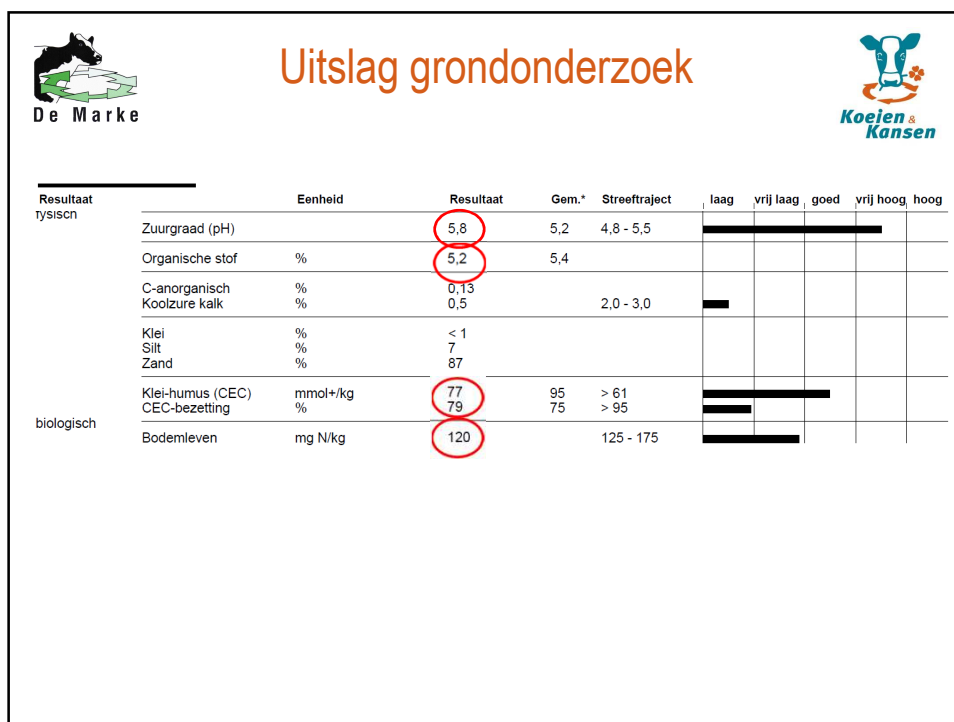 Uitslag grondonderzoek
De Marke
Koeien &
Kansen
Resultaat Eenheid Resultaat Gem.* Streeftraject laag vrij laag goed vrij hoog hoog
fysisch
Zuurgraad (pH) 5,8 5,2 4,8 - 5,5
Organische stof % 5,2 5,4
C-anorganisch % 0,13
Koolzure kalk % 0,5 2,0 - 3,0
Klei % < 1
Silt % 7
Zand % 87
Klei-humus (CEC) mmol+/kg 77 95 > 61
CEC-bezetting % 79 75 > 95
biologisch
Bodemleven mg N/kg 120 125 - 175